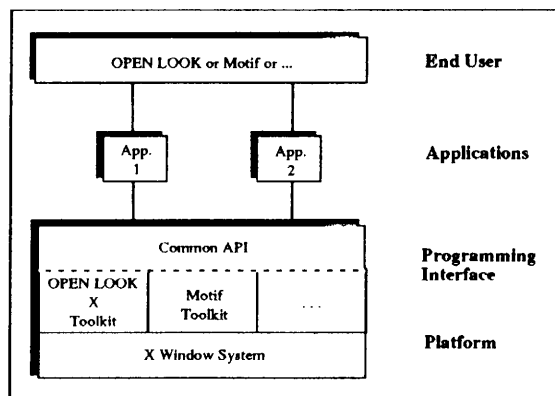 OPEN LOOK or Motif or ...
End User
App.
1
App.
2
Applications
Common API
Programming
Interface
OPEN LOOK
X
Toolkit
Motif
Toolkit
. . .
X Window System
Platform